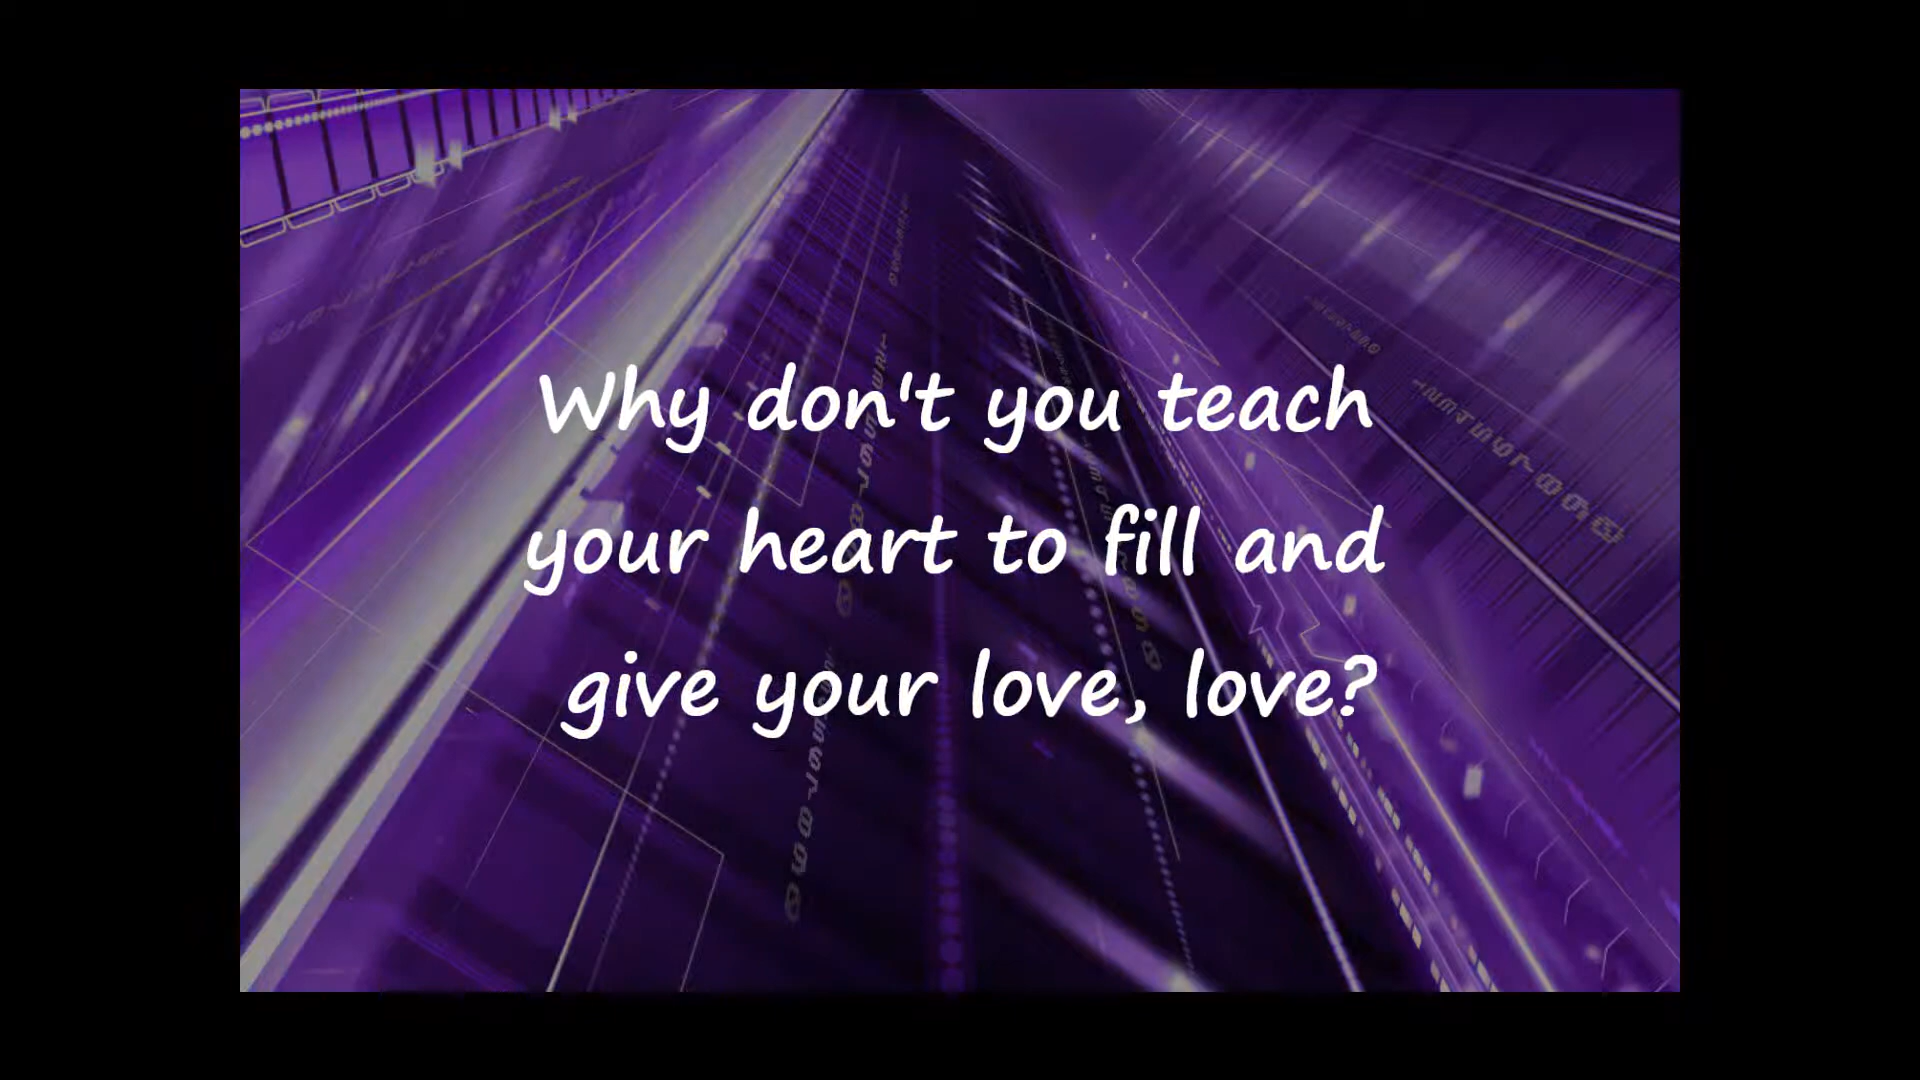 Why don't you teach
your heart to fill and
give your love, love?